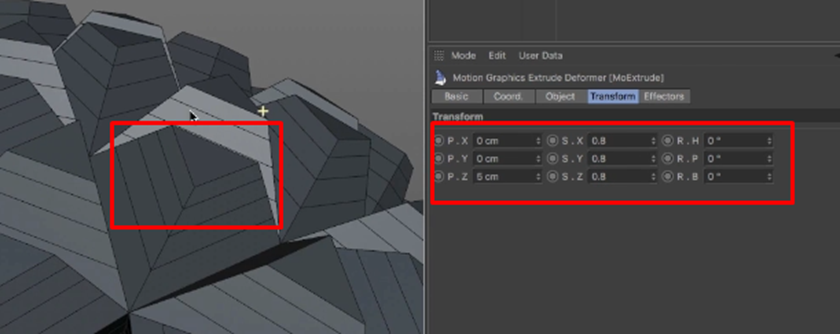 Mode Edit User Data
Motion Graphics Extrude Deformer [MoExtrude]
Basic Coord. Object Transform Effectors
Transform
P . X 0 cm S . X 0.8 R . H 0 °
P . Y 0 cm S . Y 0.8 R . P 0 °
P . Z 5 cm S . Z 0.8 R . B 0 °